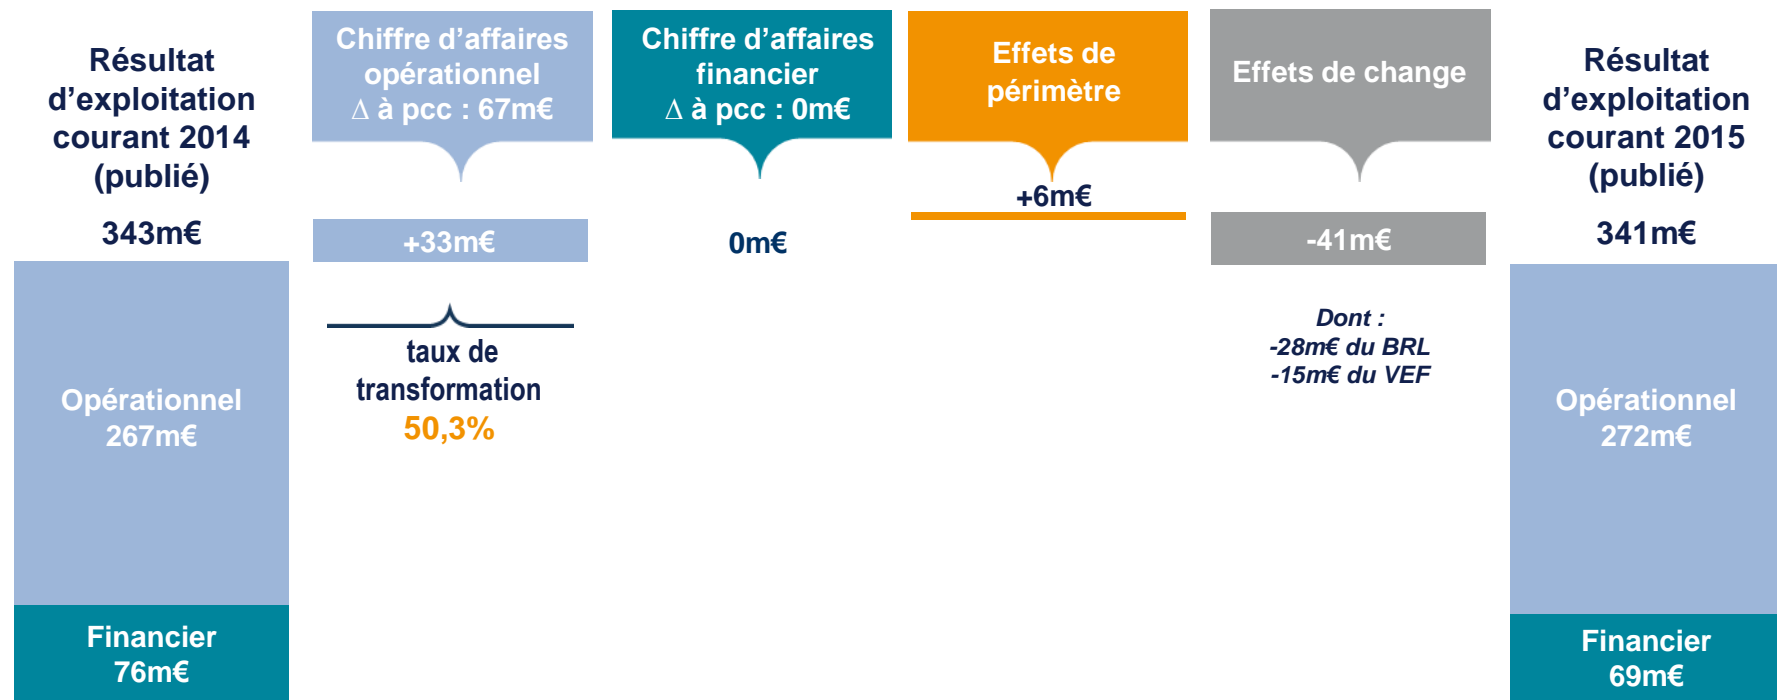 Résultat
d’exploitation
courant 2014
(publié)
343m€
Opérationnel
267m€
Financier
76m€
Chiffre d’affaires
opérationnel
Δ à pcc : 67m€
+33m€
taux de
transformation
50,3%
Chiffre d’affaires
financier
Δ à pcc : 0m€
0m€
Effets de
périmètre
+6m€
Effets de change
-41m€
Dont :
-28m€ du BRL
-15m€ du VEF
Résultat
d’exploitation
courant 2015
(publié)
341m€
Opérationnel
272m€
Financier
69m€